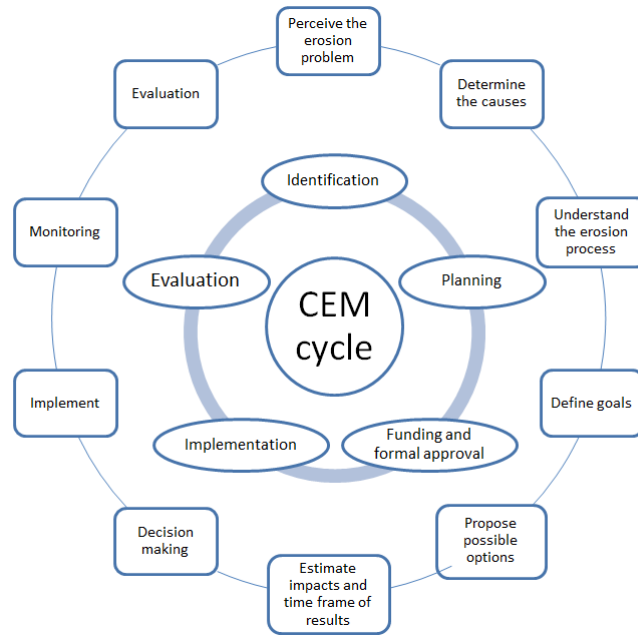 Perceive the
erosion
problem
Determine
the causes
Understand
the erosion
process
Define goals
Propose
possible
options
Estimate
impacts and
time frame of
results
Decision
making
Implement
Monitoring
Evaluation
Identification
Planning
Funding and
formal approval
Implementation
Evaluation
CEM
cycle